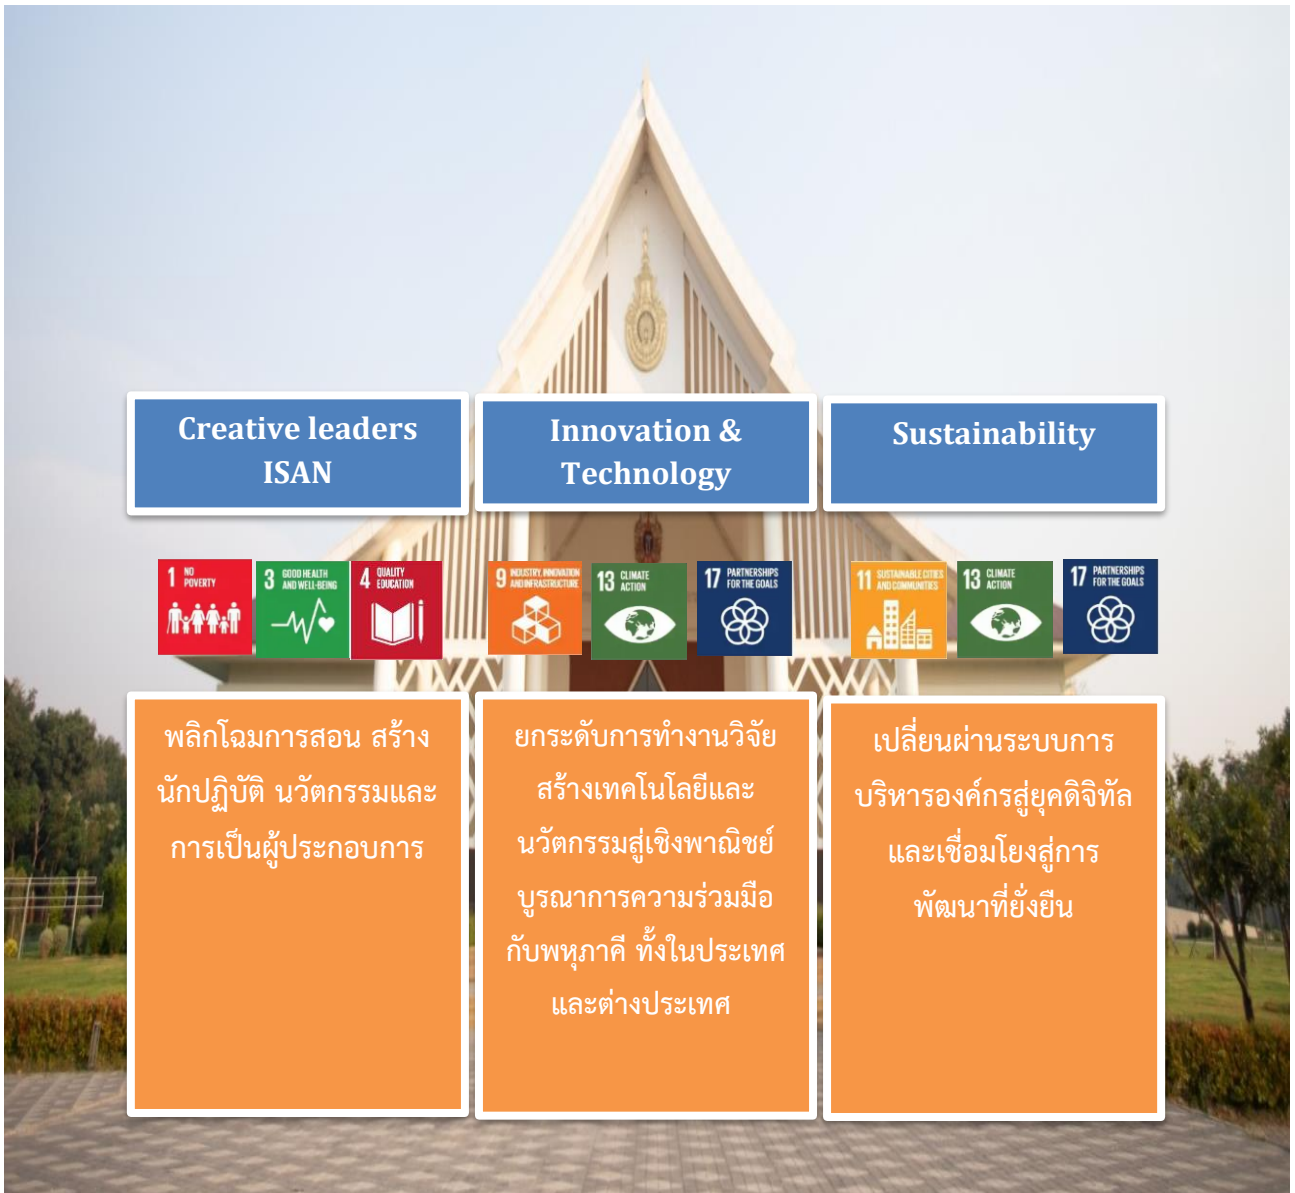 Creative leaders
ISAN
Innovation &
Technology
Sustainability
1 NO
POVERTY
3 GOOD HEALTH
AND WELL-BEING
4 QUALITY
EDUCATION
9 INDUSTRY, INNOVATION
AND INFRASTRUCTURE
13 CLIMATE
ACTION
17 PARTNERSHIPS
FOR THE GOALS
11 SUSTAINABLE CITIES
AND COMMUNITIES
13 CLIMATE
ACTION
17 PARTNERSHIPS
FOR THE GOALS
พลิกโฉมการสอน สร้าง
นักปฏิบัติ นวัตกรรมและ
การเป็นผู้ประกอบการ
ยกระดับการทำงานวิจัย
สร้างเทคโนโลยีและ
นวัตกรรมสู่เชิงพาณิชย์
บูรณาการความร่วมมือ
กับพหุภาคี ทั้งในประเทศ
และต่างประเทศ
เปลี่ยนผ่านระบบการ
บริหารองค์กรสู่ยุคดิจิทัล
และเชื่อมโยงสู่การ
พัฒนาที่ยั่งยืน